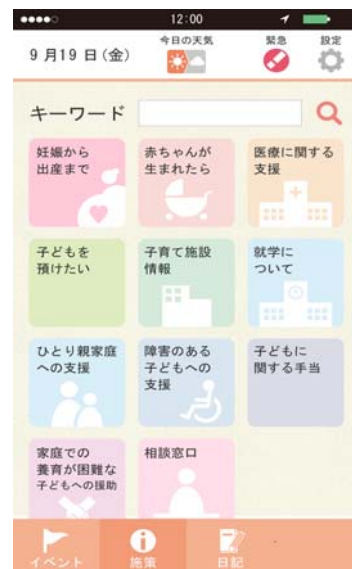 12:00
9月19日(金)
今日の天気
緊急
設定
キーワード
妊娠から
出産まで
赤ちゃんが
生まれたら
医療に関する
支援
子どもを
預けたい
子育て施設
情報
就学に
ついて
ひとり親家庭
への支援
障害のある
子どもへの
支援
子どもに
関する手当
家庭での
養育が困難な
子どもへの援助
相談窓口
イベント
施策
日記